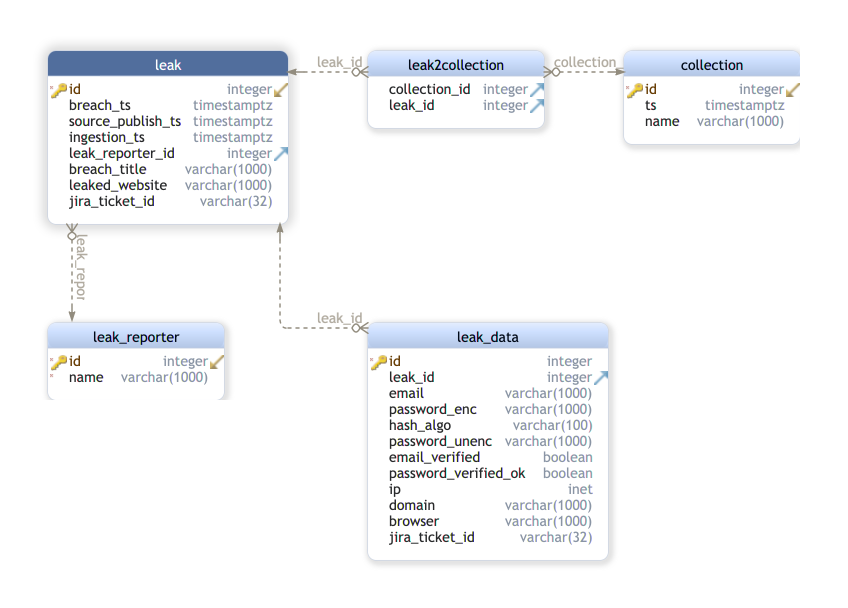 leak
id integer
breach_ts timestamptz
source_publish_ts timestamptz
ingestion_ts timestamptz
leak_reporter_id integer
breach_title varchar(1000)
leaked_website varchar(1000)
jira_ticket_id varchar(32)
leak_id
leak2collection
collection_id integer
leak_id integer
collection
collection
id integer
ts timestamptz
name varchar(1000)
leak_repor
leak_reporter
id integer
name varchar(1000)
leak_id
leak_data
id integer
leak_id integer
email varchar(1000)
password_enc varchar(1000)
hash_algo varchar(100)
password_unenc varchar(1000)
email_verified boolean
password_verified_ok boolean
ip inet
domain varchar(1000)
browser varchar(1000)
jira_ticket_id varchar(32)